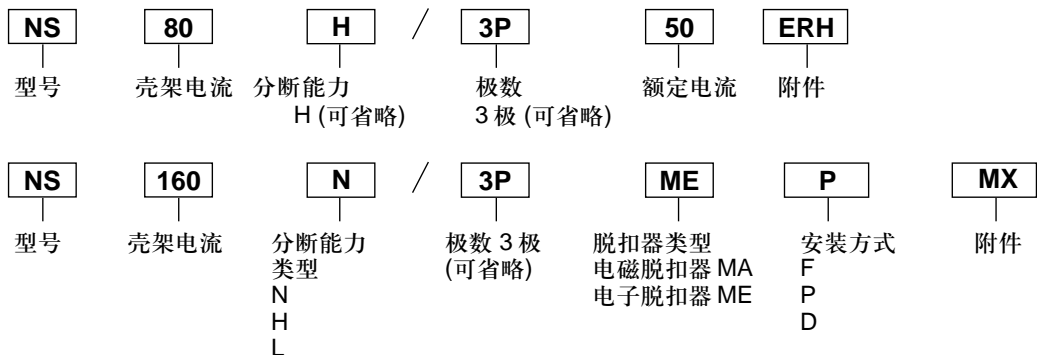 NS 80 H / 3P 50 ERH
型号 壳架电流 分断能力 极数 额定电流 附件
H (可省略) 3 极 (可省略)
NS 160 N / 3P ME P MX
型号 壳架电流 分断能力 极数 3 极 脱扣器类型 安装方式 附件
类型 (可省略) 电磁脱扣器 MA F
N 电子脱扣器 ME P
H D
L